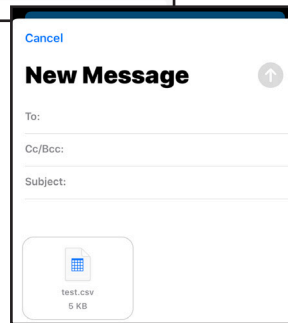 Cancel
New Message
To:
Cc/Bcc:
Subject:
test.csv
5 KB